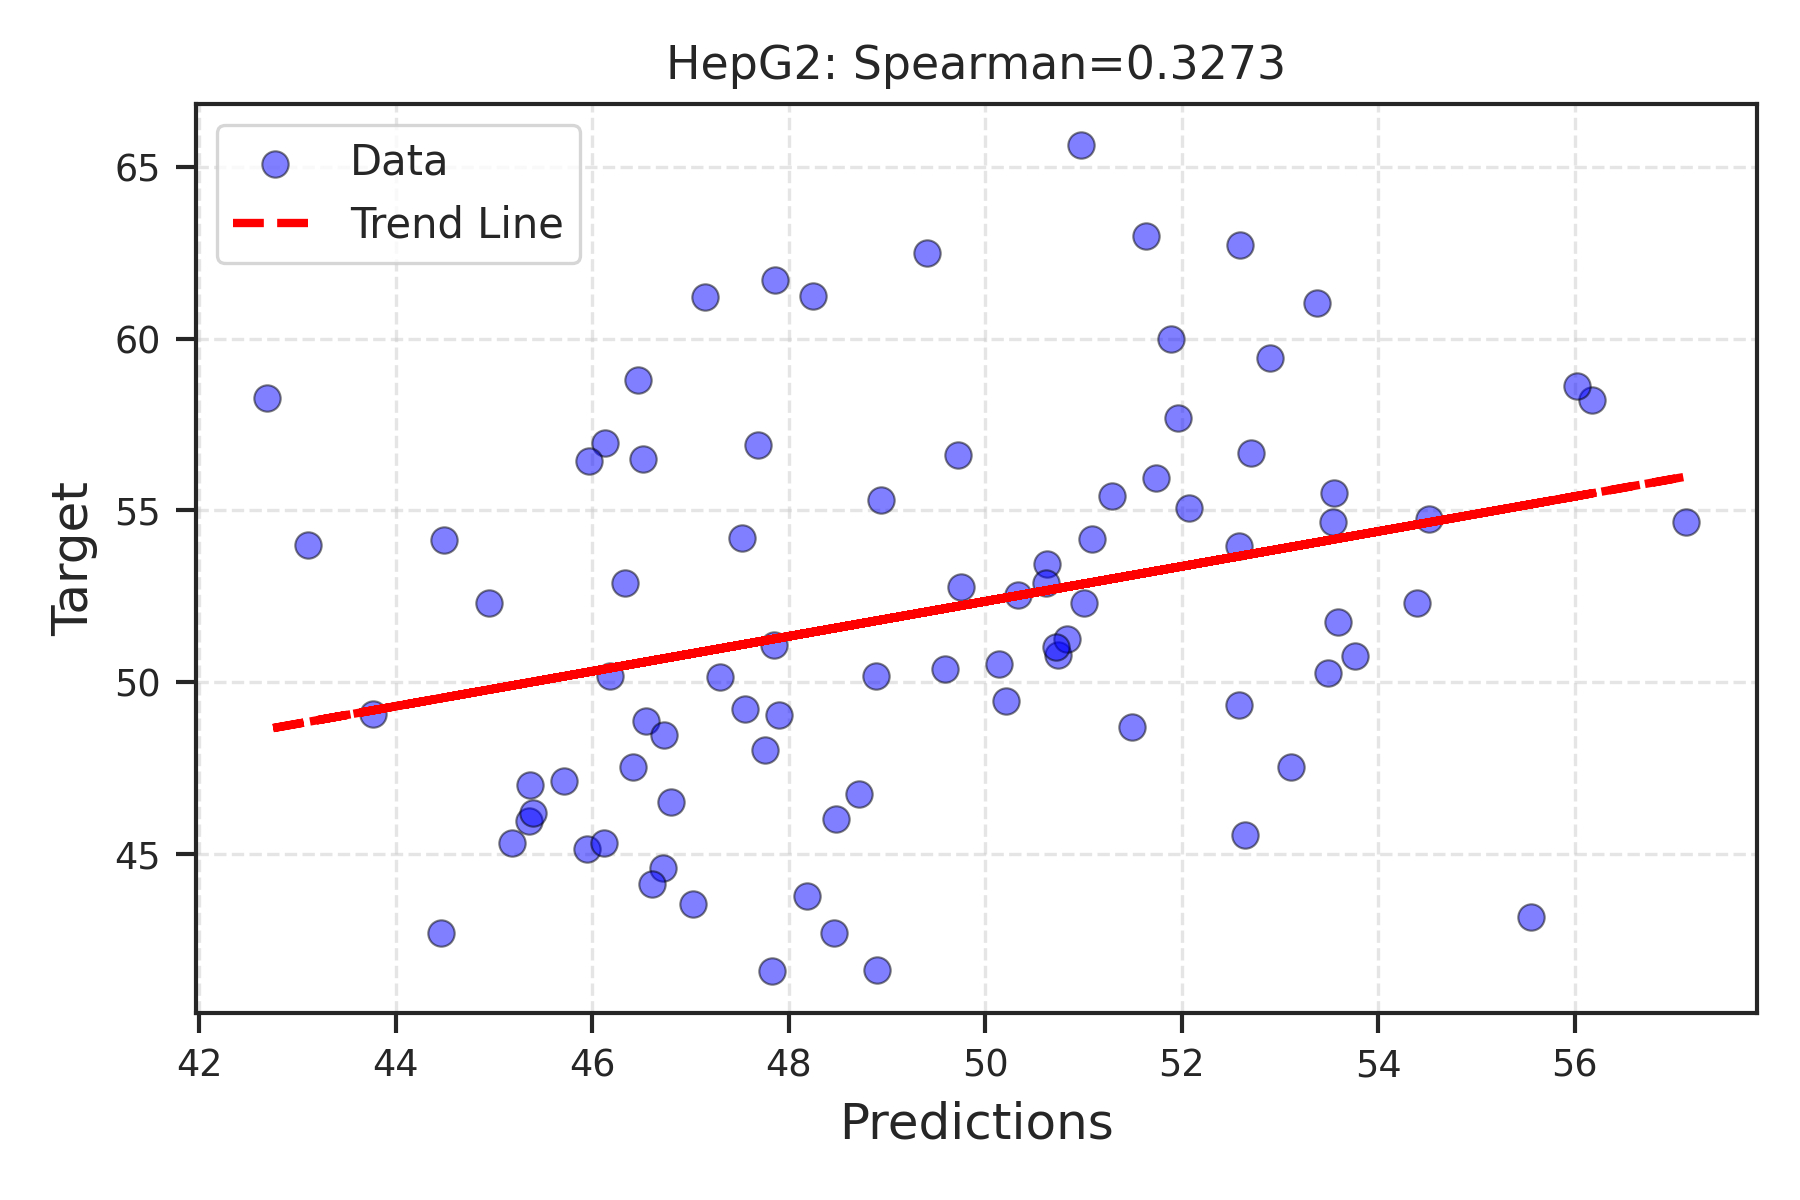 HepG2: Spearman=0.3273
Data
Trend Line
65
60
55
50
45
Target
42 44 46 48 50 52 54 56
Predictions